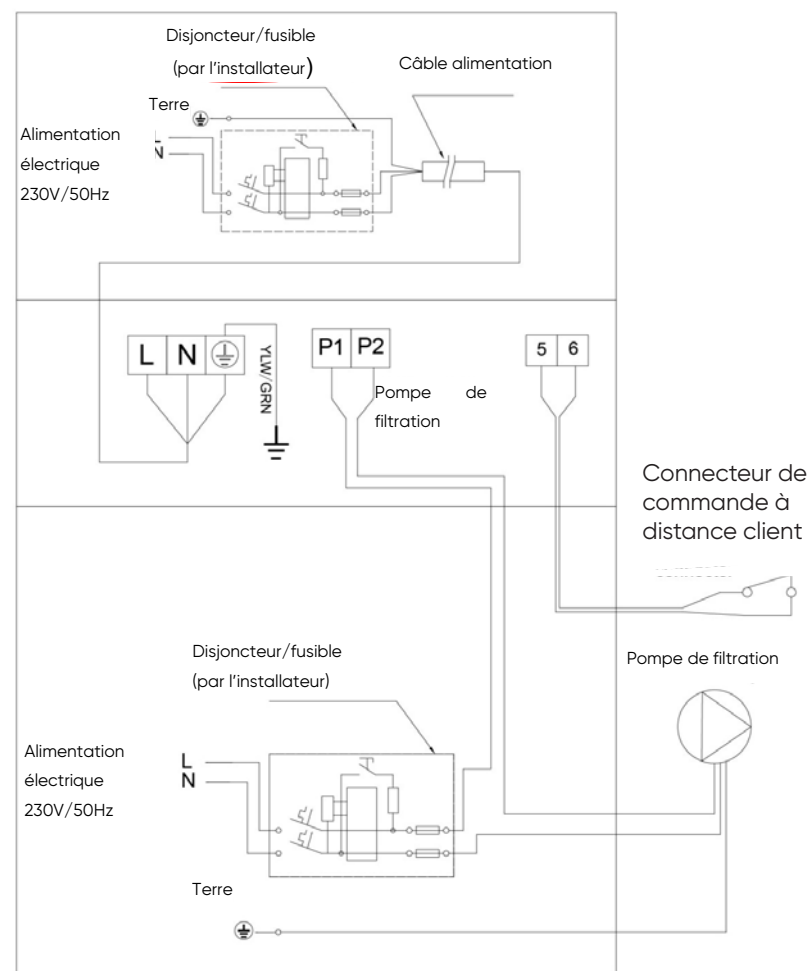 Disjoncteur/fusible
(par l'installateur)
Câble alimentation
Terre
Alimentation
électrique
230V/50Hz
L
N
L N
YLW/GRN
P1 P2
Pompe de
filtration
5 6
Connecteur de
commande à
distance client
Disjoncteur/fusible
(par l'installateur)
Pompe de filtration
Alimentation
électrique
230V/50Hz
L
N
Terre